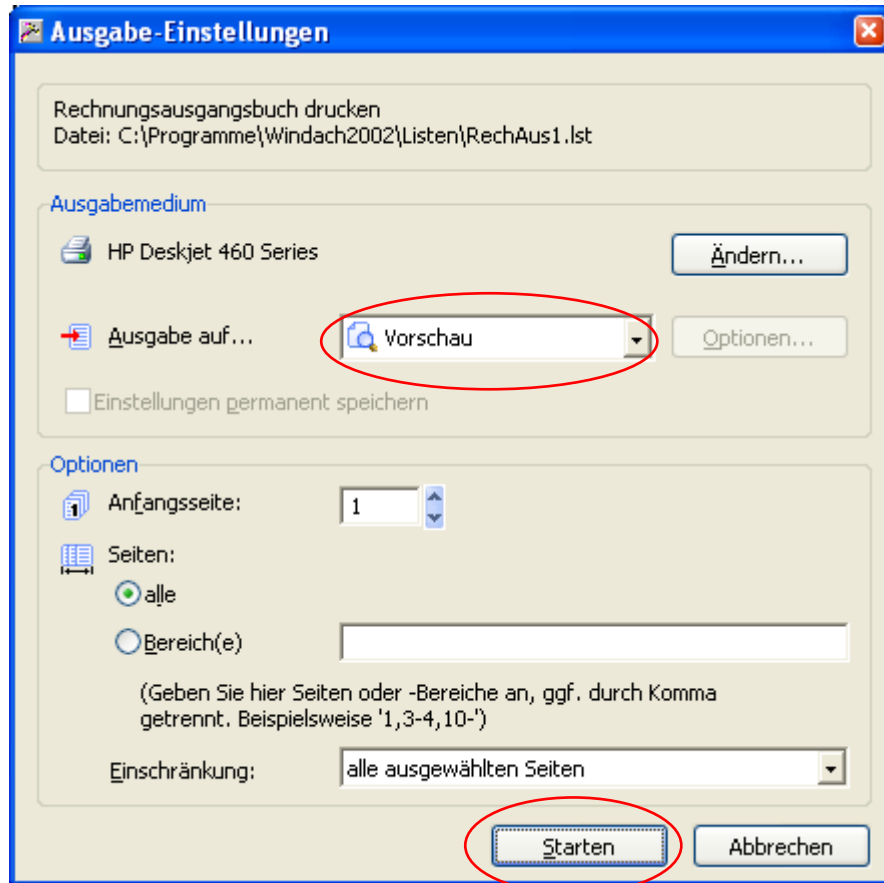 Ausgabe-Einstellungen
Rechnungsausgangsbuch drucken
Datei: C:\Programme\Windach2002\Listen\RechAus1.lst
Ausgabemedium
HP Deskjet 460 Series
Ändern...
Ausgabe auf...
Vorschau
Optionen...
Einstellungen permanent speichern
Optionen
Anfangsseite:
1
Seiten:
alle
Bereich(e)
(Geben Sie hier Seiten oder -Bereiche an, ggf. durch Komma
getrennt. Beispielsweise '1,3-4,10-')
Einschränkung:
alle ausgewählten Seiten
Starten
Abbrechen